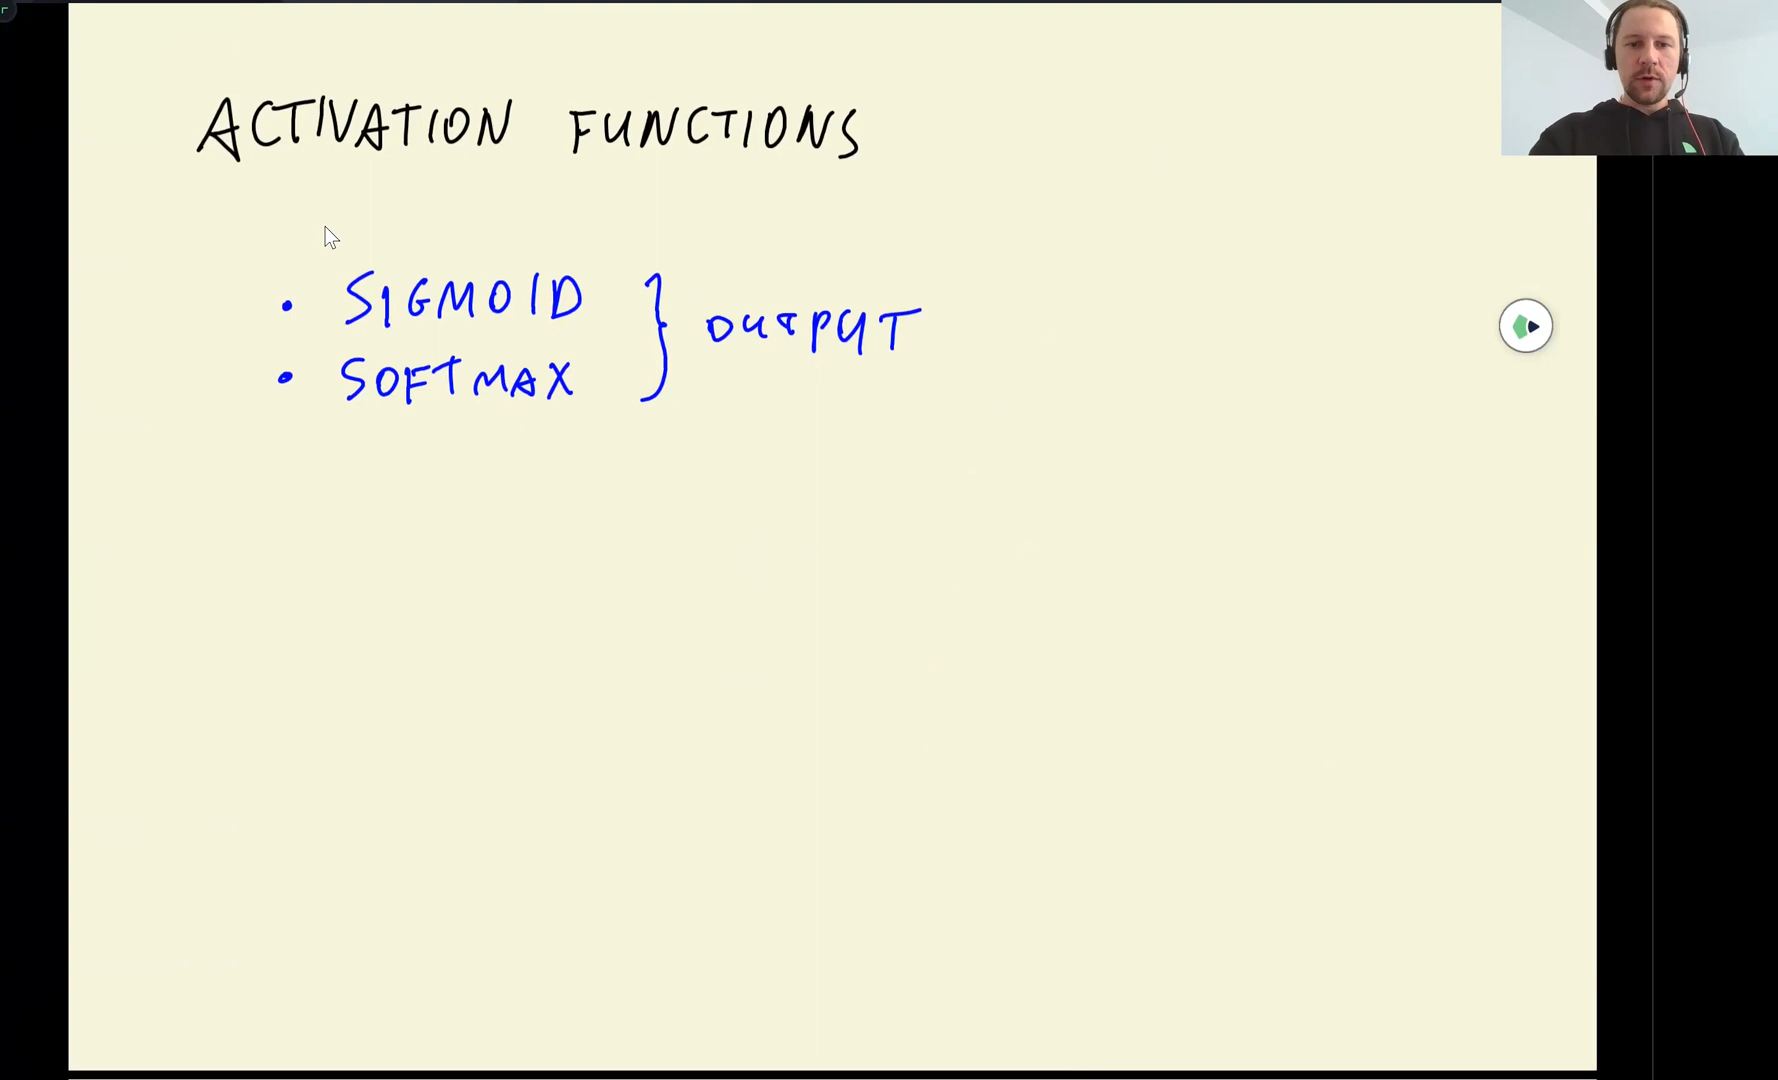 ACTIVATION FUNCTIONS
• SIGMOID } OUTPUT
• SOFTMAX